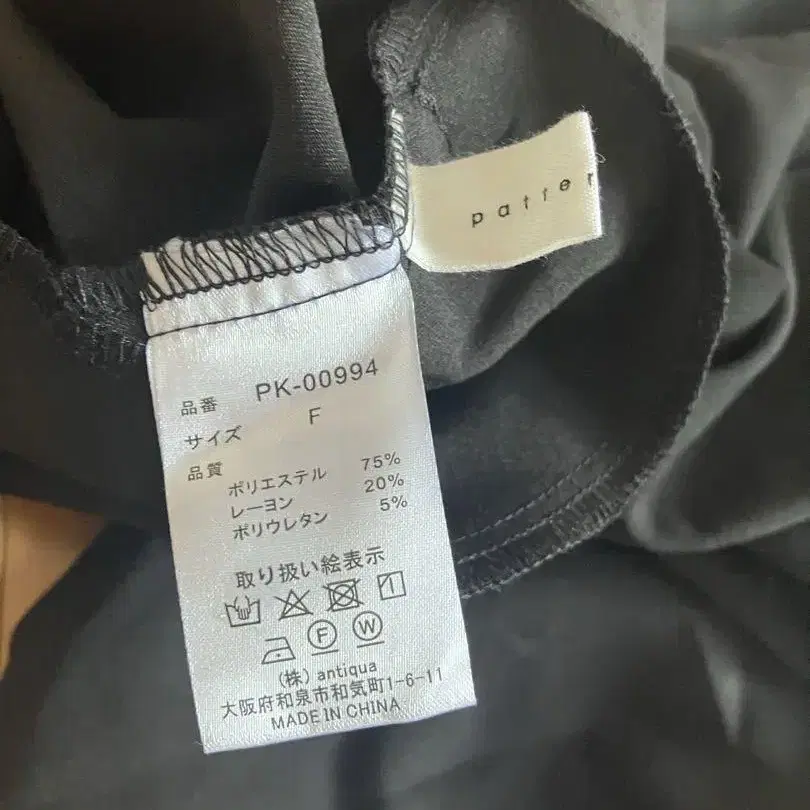 patter
品番 PK-00994
サイズ F
品質
ポリエステル 75%
レーヨン 20%
ポリウレタン 5%
取り扱い絵表示
F W
(株) antiqua
大阪府和泉市和気町1-6-11
MADE IN CHINA